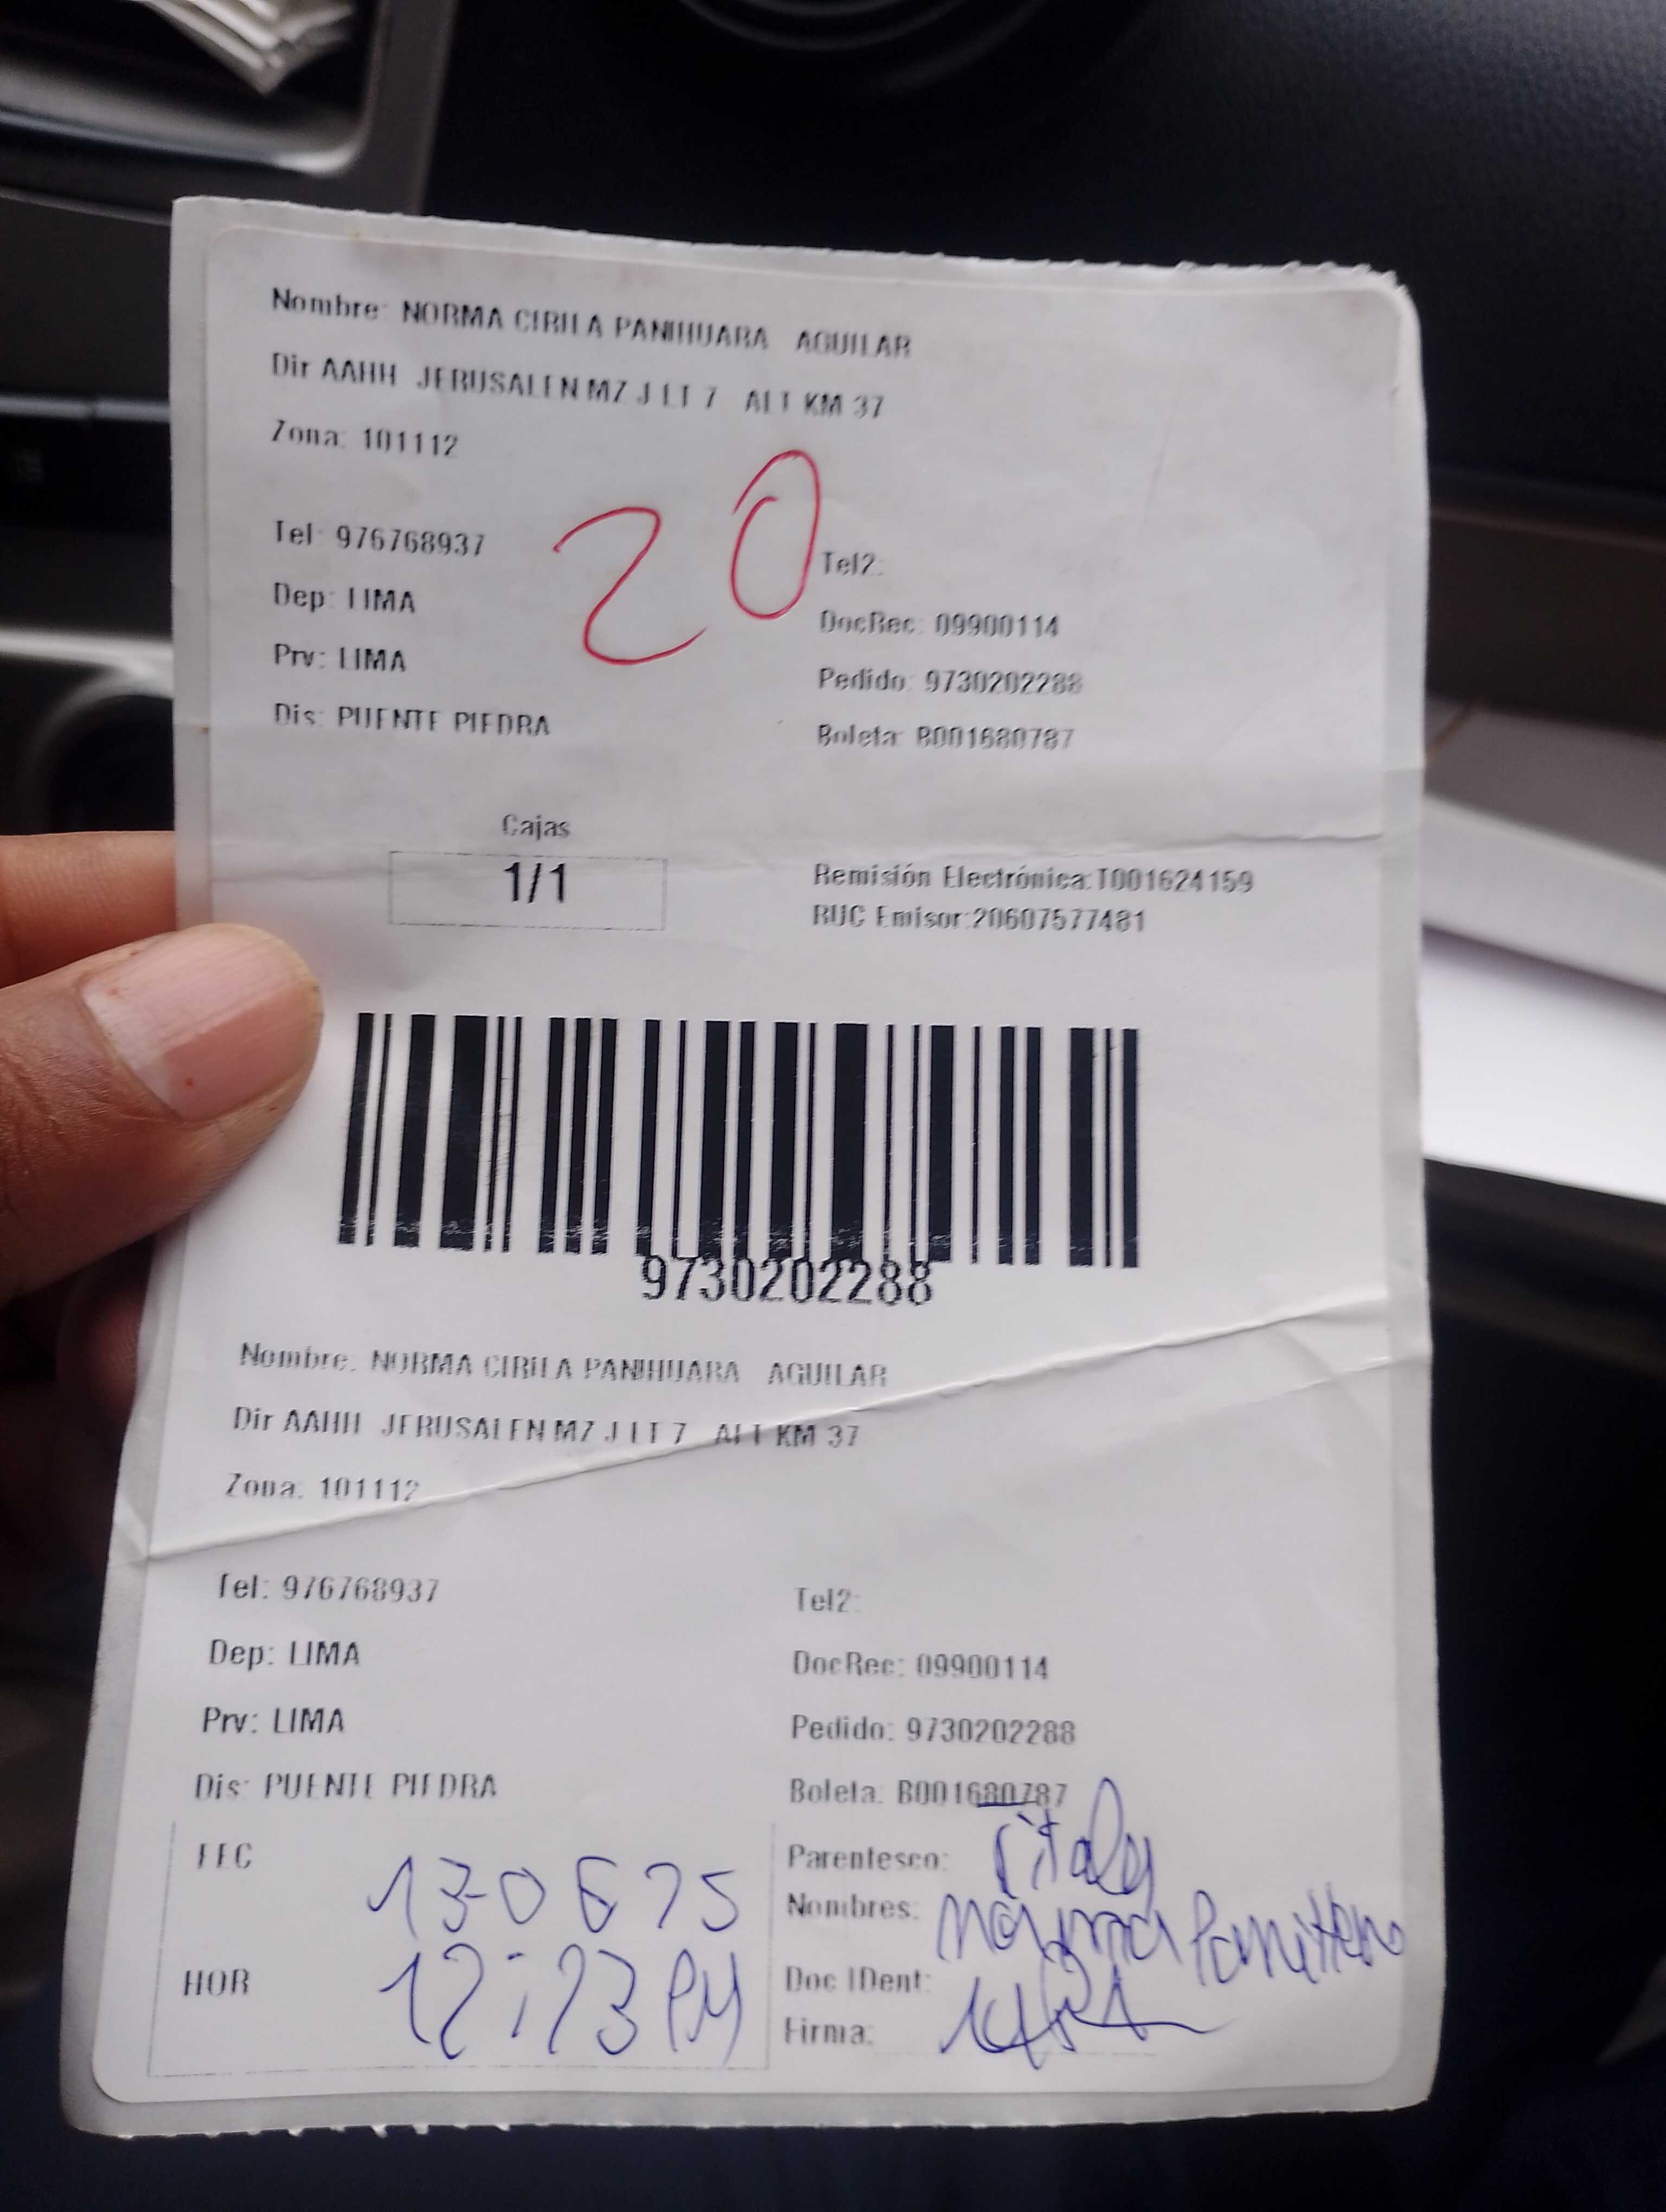 Nombre: NORMA CIRILA PANIHUARA AGUILAR
Dir AAHH JERUSALEN MZ J LT 7 ALT KM 37
Zona: 101112
20
Tel: 976768937
Tel2:
Dep: LIMA
DocRec: 09900114
Prv: LIMA
Pedido: 9730202288
Dis: PUENTE PIEDRA
Boleta: B001680787
Cajas
1/1
Remisión Electrónica:T001624159
RUC Emisor:20607577481
9730202288
Nombre: NORMA CIRILA PANIHUARA AGUILAR
Dir AAHH JERUSALEN MZ J LT 7 ALT KM 37
Zona: 101112
Tel: 976768937
Tel2:
Dep: LIMA
DocRec: 09900114
Prv: LIMA
Pedido: 9730202288
Dis: PUENTE PIEDRA
Boleta: B001680787
FEC
Parentesco:
Nombres: Norma
HOR 12:23 PM
Doc IDent:
Firma: